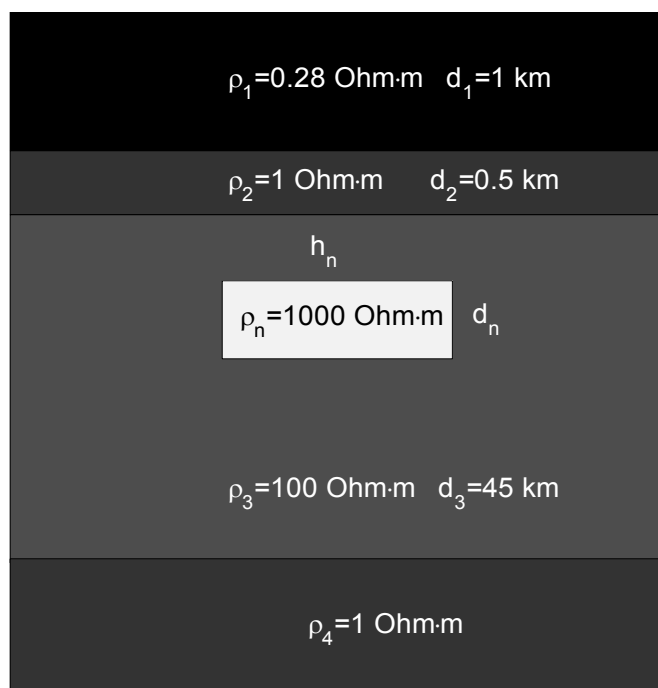 ρ₁=0.28 Ohm·m d₁=1 km
ρ₂=1 Ohm·m d₂=0.5 km
hₙ
ρₙ=1000 Ohm·m dₙ
ρ₃=100 Ohm·m d₃=45 km
ρ₄=1 Ohm·m